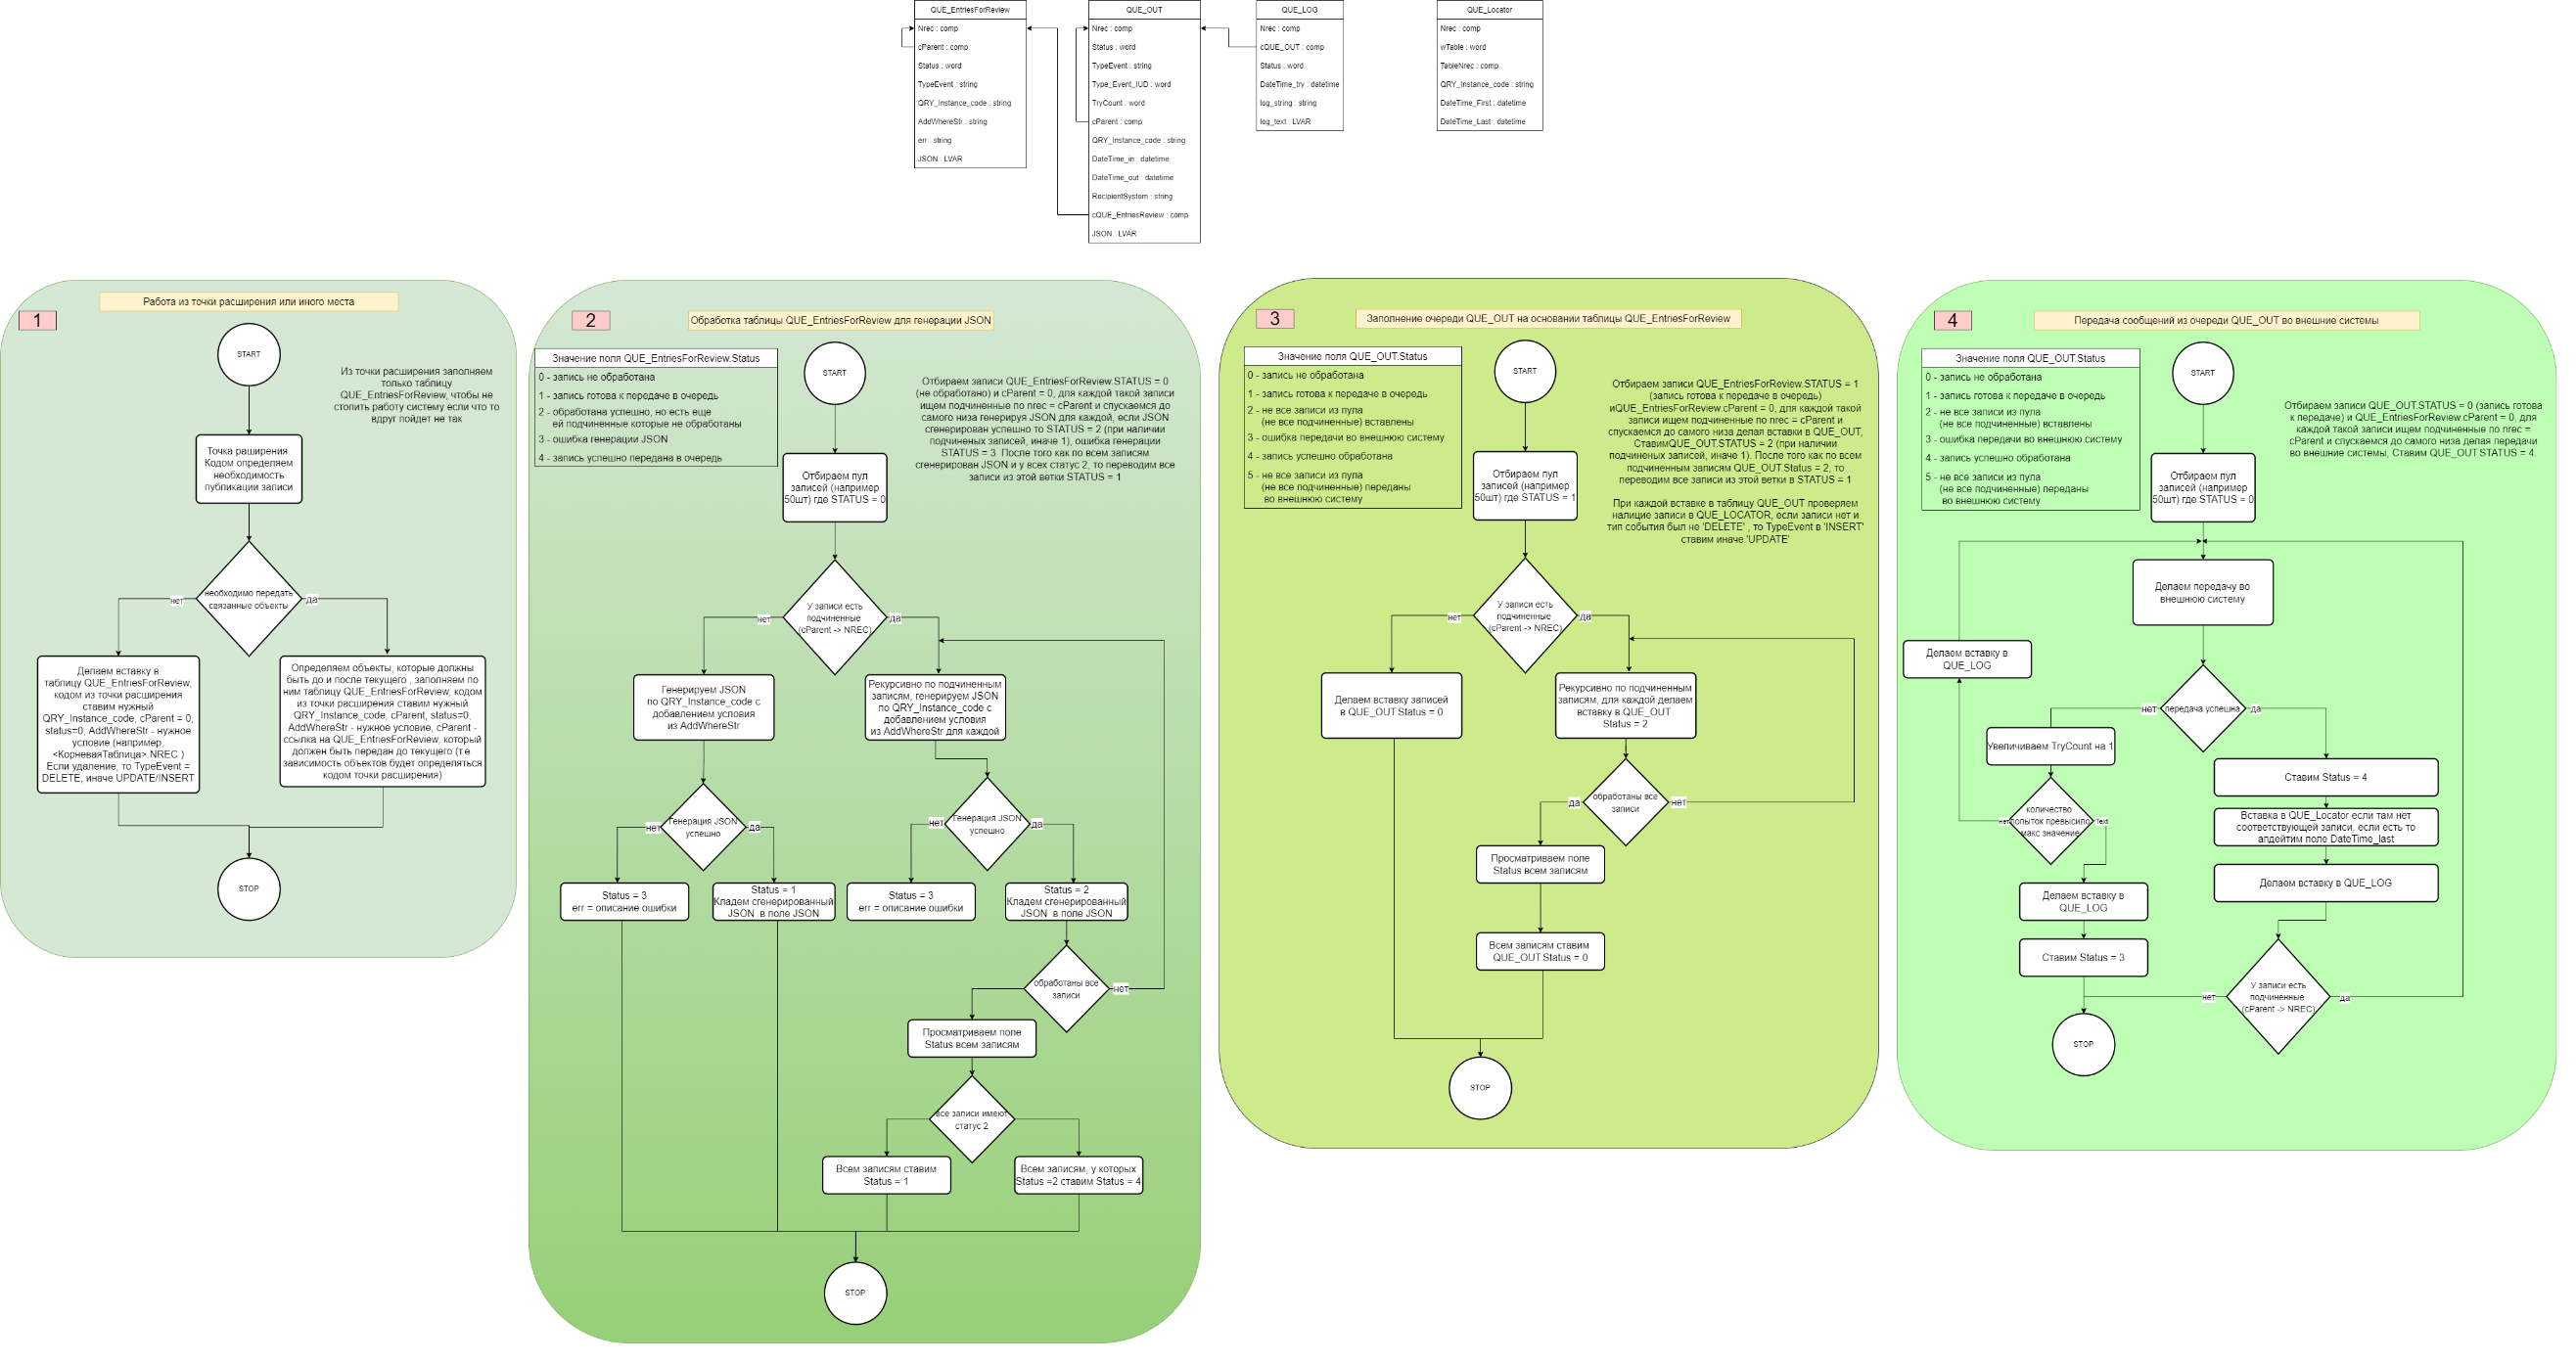 QUE_EntriesForReview
Nrec : comp
cParent : comp
Status : word
TypeEvent : string
QRY_Instance_code : string
AddWhereStr : string
err : string
JSON : LVAR
QUE_OUT
Nrec : comp
Status : word
TypeEvent : string
Type_Event_IUD : word
TryCount : word
cParent : comp
QRY_Instance_code : string
DateTime_in : datetime
DateTime_out : datetime
RecipientSystem : string
cQUE_EntriesReview : comp
JSON : LVAR
QUE_LOG
Nrec : comp
cQUE_OUT : comp
Status : word
DateTime_try : datetime
log_string : string
log_text : LVAR
QUE_Locator
Nrec : comp
wTable : word
TableNrec : comp
QRY_Instance_code : string
DateTime_First : datetime
DateTime_Last : datetime
Работа из точки расширения или иного места
1
START
Из точки расширения заполняем
только таблицу
QUE_EntriesForReview, чтобы не
стопить работу систему если что то
вдруг пойдет не так
Точка раширения.
Кодом определяем
необходимость
публикации записи
необходимо передать
связанные объекты
нет
да
Делаем вставку в
таблицу QUE_EntriesForReview,
кодом из точки расширения
ставим нужный
QRY_Instance_code, cParent = 0,
status=0, AddWhereStr - нужное
условие (например,
<КорневаяТаблица>.NREC )
Если удаление, то TypeEvent =
DELETE, иначе UPDATE/INSERT
Определяем объекты, которые должны
быть до и после текущего , заполняем по
ним таблицу QUE_EntriesForReview, кодом
из точки расширения ставим нужный
QRY_Instance_code, cParent, status=0,
AddWhereStr - нужное условие, cParent -
ссылка на QUE_EntriesForReview, который
должен быть передан до текущего (т.е.
зависимость объектов будет определяться
кодом точки расширения)
STOP
2
Обработка таблицы QUE_EntriesForReview для генерации JSON
Значение поля QUE_EntriesForReview.Status
0 - запись не обработана
1 - запись готова к передаче в очередь
2 - обработана успешно, но есть еще
ей подчиненные которые не обработаны
3 - ошибка генерации JSON
4 - запись успешно передана в очередь
START
Отбираем записи QUE_EntriesForReview.STATUS = 0
(не обработано) и cParent = 0, для каждой такой записи
ищем подчиненные по nrec = cParent и спускаемся до
самого низа генерируя JSON для каждой, если JSON
сгенерирован успешно то STATUS = 2 (при наличии
подчиненых записей, иначе 1), ошибка генерации
STATUS = 3. После того как по всем записям
сгенерирован JSON и у всех статус 2, то переводим все
записи из этой ветки STATUS = 1
Отбираем пул
записей (например
50шт) где STATUS = 0
У записи есть
подчиненные
(cParent -> NREC)
нет
да
Генерируем JSON
по QRY_Instance_code с
добавлением условия
из AddWhereStr
Рекурсивно по подчиненным
записям, генерируем JSON
по QRY_Instance_code с
добавлением условия
из AddWhereStr для каждой
Генерация JSON
успешно
нет
да
Генерация JSON
успешно
нет
да
Status = 3
err = описание ошибки
Status = 1
Кладем сгенерированный
JSON в поле JSON
Status = 3
err = описание ошибки
Status = 2
Кладем сгенерированный
JSON в поле JSON
обработаны все
записи
нет
Просматриваем поле
Status всем записям
все записи имеют
статус 2
Всем записям ставим
Status = 1
Всем записям, у которых
Status =2 ставим Status = 4
STOP
3
Заполнение очереди QUE_OUT на основании таблицы QUE_EntriesForReview
Значение поля QUE_OUT.Status
0 - запись не обработана
1 - запись готова к передаче в очередь
2 - не все записи из пула
(не все подчиненные) вставлены
3 - ошибка передачи во внешнюю систему
4 - запись успешно обработана
5 - не все записи из пула
(не все подчиненные) переданы
во внешнюю систему
START
Отбираем записи QUE_EntriesForReview.STATUS = 1
(запись готова к передаче в очередь)
иQUE_EntriesForReview.cParent = 0, для каждой такой
записи ищем подчиненные по nrec = cParent и
спускаемся до самого низа делая вставки в QUE_OUT,
СтавимQUE_OUT.STATUS = 2 (при наличии
подчиненых записей, иначе 1). После того как по всем
подчиненным записям QUE_OUT.Status = 2, то
переводим все записи из этой ветки в STATUS = 1
При каждой вставке в таблицу QUE_OUT проверяем
налицие записи в QUE_LOCATOR, если записи нет и
тип события был не 'DELETE' , то TypeEvent в 'INSERT'
ставим иначе 'UPDATE'
Отбираем пул
записей (например
50шт) где STATUS = 1
У записи есть
подчиненные
(cParent -> NREC)
нет
да
Делаем вставку записей
в QUE_OUT.Status = 0
Рекурсивно по подчиненным
записям, для каждой делаем
вставку в QUE_OUT
Status = 2
обработаны все
записи
да
нет
Просматриваем поле
Status всем записям
Всем записям ставим
QUE_OUT.Status = 0
STOP
4
Передача сообщений из очереди QUE_OUT во внешние системы
Значение поля QUE_OUT.Status
0 - запись не обработана
1 - запись готова к передаче в очередь
2 - не все записи из пула
(не все подчиненные) вставлены
3 - ошибка передачи во внешнюю систему
4 - запись успешно обработана
5 - не все записи из пула
(не все подчиненные) переданы
во внешнюю систему
START
Отбираем записи QUE_OUT.STATUS = 0 (запись готова
к передаче) и QUE_EntriesForReview.cParent = 0, для
каждой такой записи ищем подчиненные по nrec =
cParent и спускаемся до самого низа делая передачи
во внешние системы, Ставим QUE_OUT.STATUS = 4.
Отбираем пул
записей (например
50шт) где STATUS = 0
Делаем передачу во
внешнюю систему
Делаем вставку в
QUE_LOG
передача успешна
нет
да
Увеличиваем TryCount на 1
Ставим Status = 4
количество
попыток превысило
макс значение
нет
Text
Вставка в QUE_Locator если там нет
соответствующей записи, если есть то
апдейтим поле DateTime_last
Делаем вставку в
QUE_LOG
Делаем вставку в QUE_LOG
Ставим Status = 3
У записи есть
подчиненные
(cParent -> NREC)
нет
да
STOP